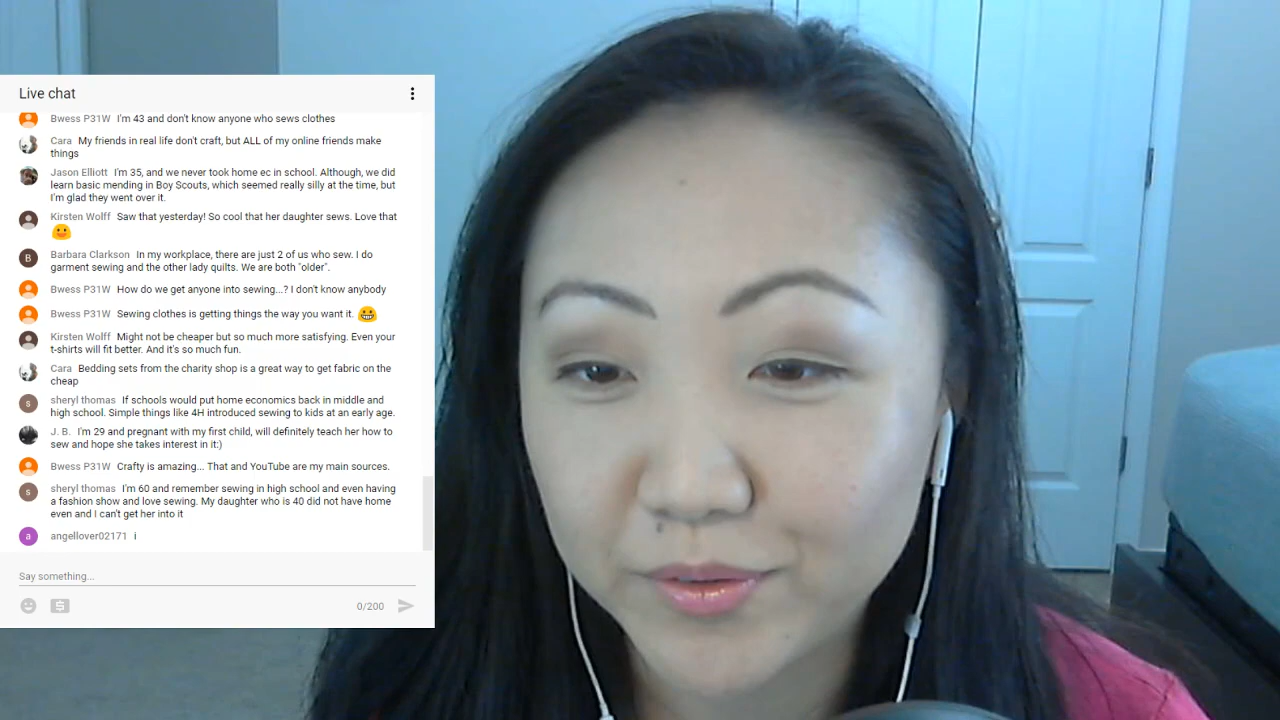 Live chat
Bwess P31W I'm 43 and don't know anyone who sews clothes
Cara My friends in real life don't craft, but ALL of my online friends make
things
Jason Elliott I'm 35, and we never took home ec in school. Although, we did
learn basic mending in Boy Scouts, which seemed really silly at the time, but
I'm glad they went over it.
Kirsten Wolff Saw that yesterday! So cool that her daughter sews. Love that
B Barbara Clarkson In my workplace, there are just 2 of us who sew. I do
garment sewing and the other lady quilts. We are both "older".
Bwess P31W How do we get anyone into sewing...? I don't know anybody
Bwess P31W Sewing clothes is getting things the way you want it.
Kirsten Wolff Might not be cheaper but so much more satisfying. Even your
t-shirts will fit better. And it's so much fun.
Cara Bedding sets from the charity shop is a great way to get fabric on the
cheap
s sheryl thomas If schools would put home economics back in middle and
high school. Simple things like 4H introduced sewing to kids at an early age.
J. B. I'm 29 and pregnant with my first child, will definitely teach her how to
sew and hope she takes interest in it:)
Bwess P31W Crafty is amazing... That and YouTube are my main sources.
s sheryl thomas I'm 60 and remember sewing in high school and even having
a fashion show and love sewing. My daughter who is 40 did not have home
even and I can't get her into it
a angellover02171 i
Say something...
$ 0/200